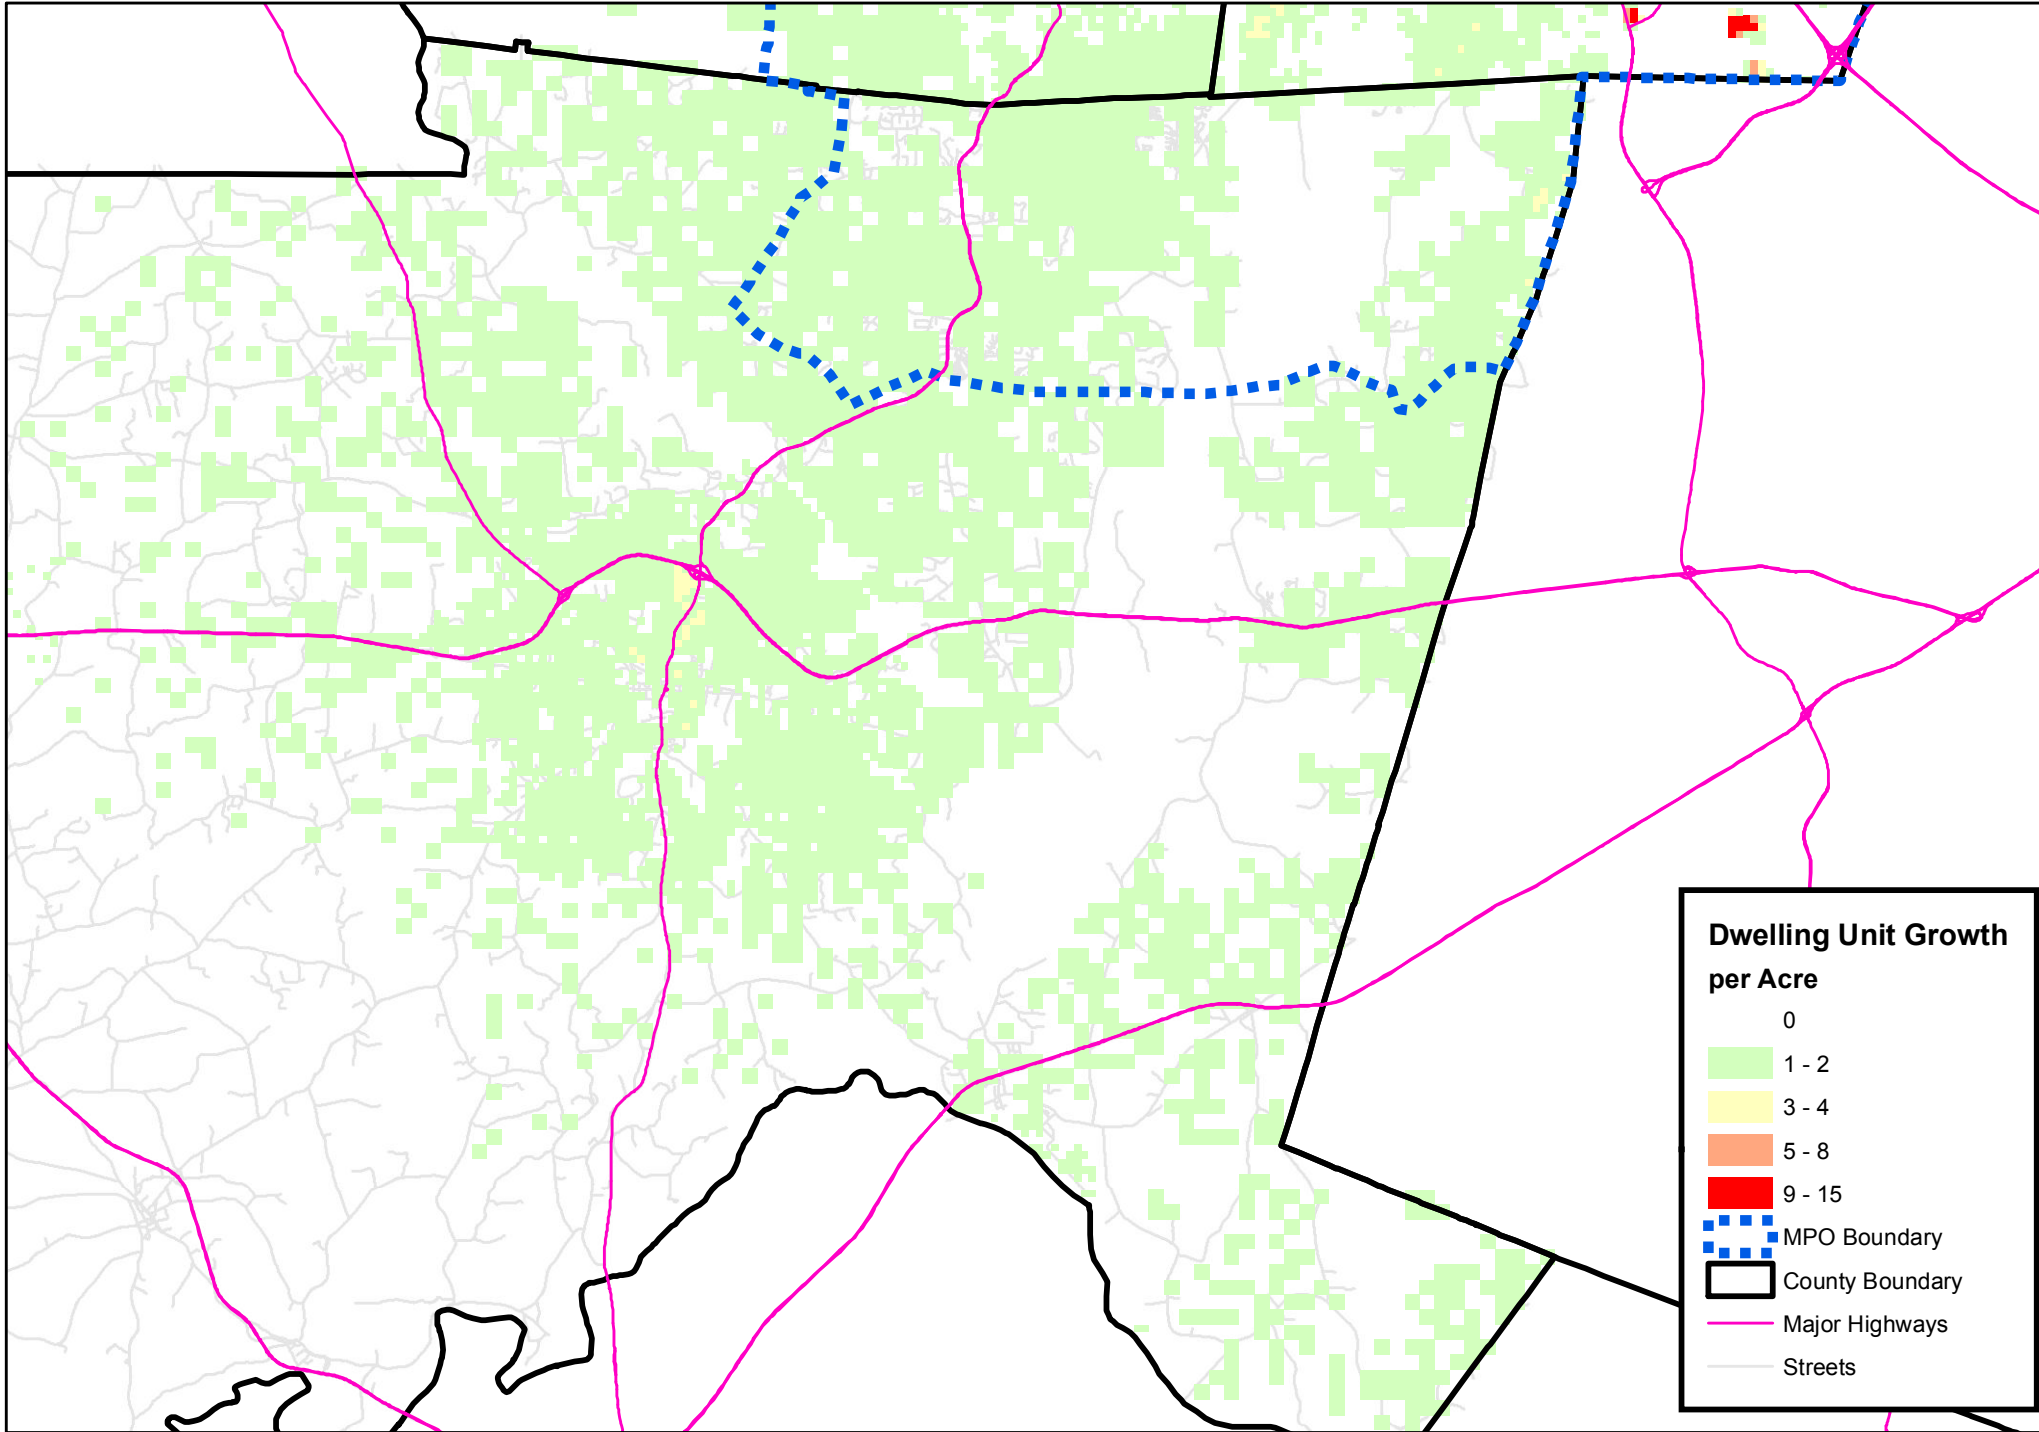 Dwelling Unit Growth
per Acre
0
1 - 2
3 - 4
5 - 8
9 - 15
MPO Boundary
County Boundary
Major Highways
Streets